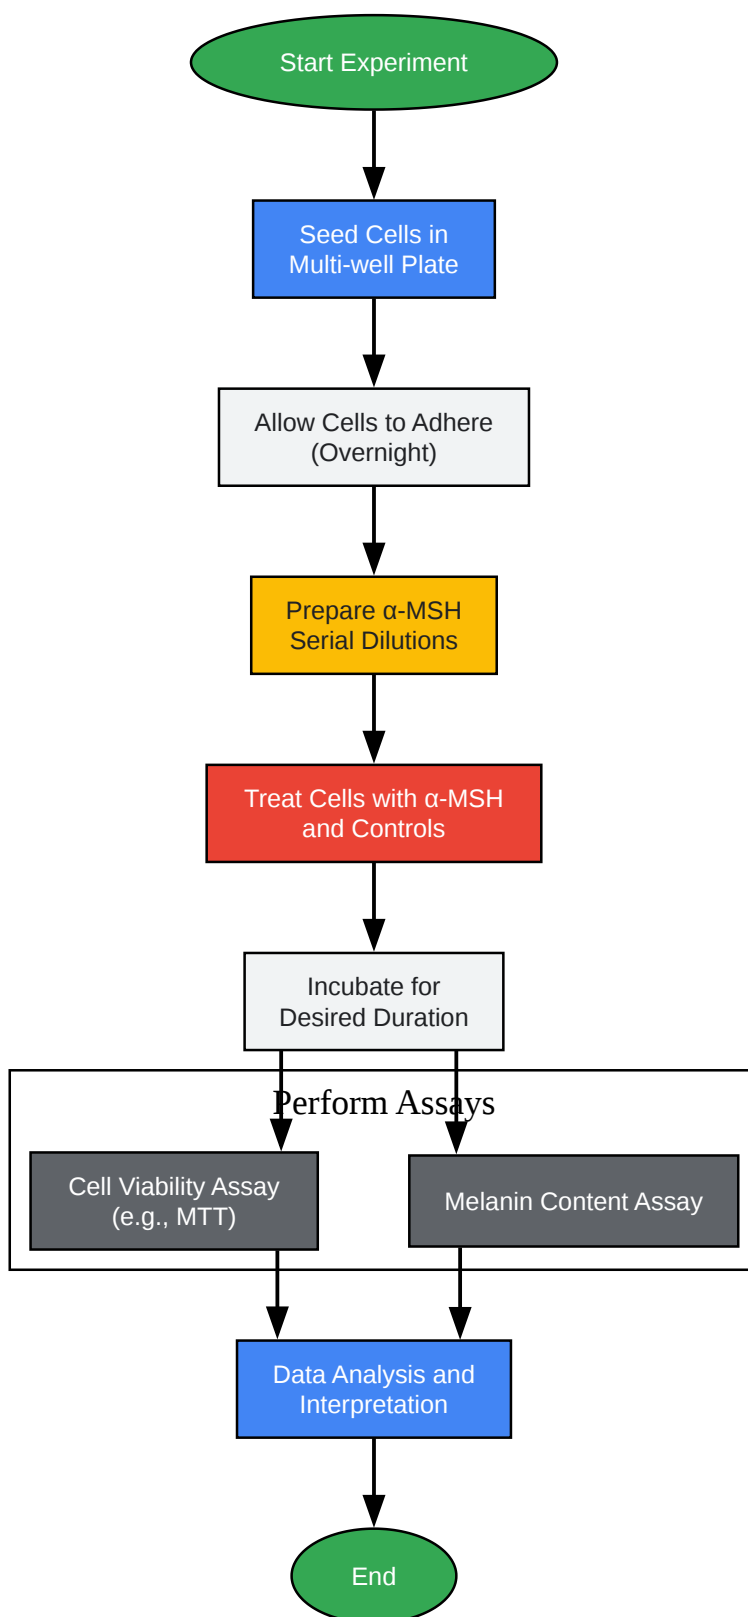 Start Experiment
Seed Cells in
Multi-well Plate
Allow Cells to Adhere
(Overnight)
Prepare α-MSH
Serial Dilutions
Treat Cells with α-MSH
and Controls
Incubate for
Desired Duration
Perform Assays
Cell Viability Assay
(e.g., MTT)
Melanin Content Assay
Data Analysis and
Interpretation
End